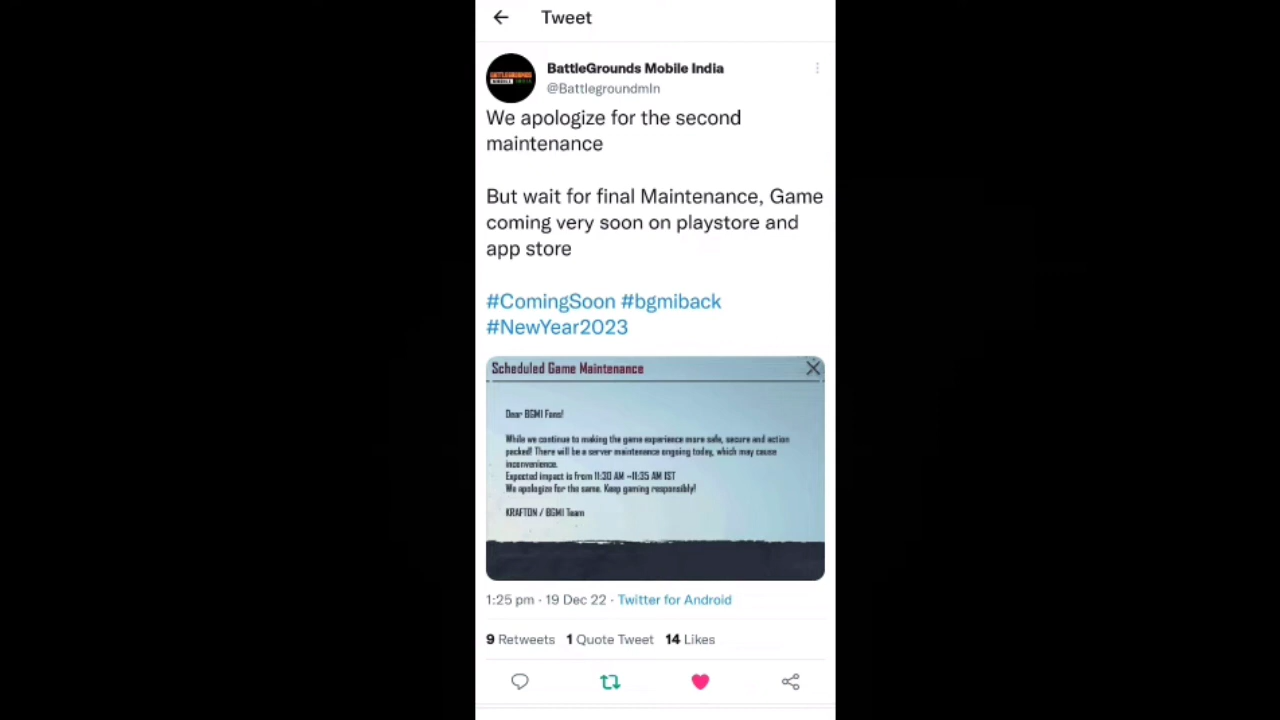 Tweet
BattleGrounds Mobile India
@BattlegroundmIn
We apologize for the second
maintenance
But wait for final Maintenance, Game
coming very soon on playstore and
app store
#ComingSoon #bgmiback
#NewYear2023
Scheduled Game Maintenance
Dear BGMI Fans!
While we continue to making the game experience more safe, secure and action
packed! There will be a server maintenance ongoing today, which may cause
inconvenience.
Expected impact is from 11:30 AM ~11:35 AM IST
We apologize for the same. Keep gaming responsibly!
KRAFTON / BGMI Team
1:25 pm · 19 Dec 22 · Twitter for Android
9 Retweets 1 Quote Tweet 14 Likes